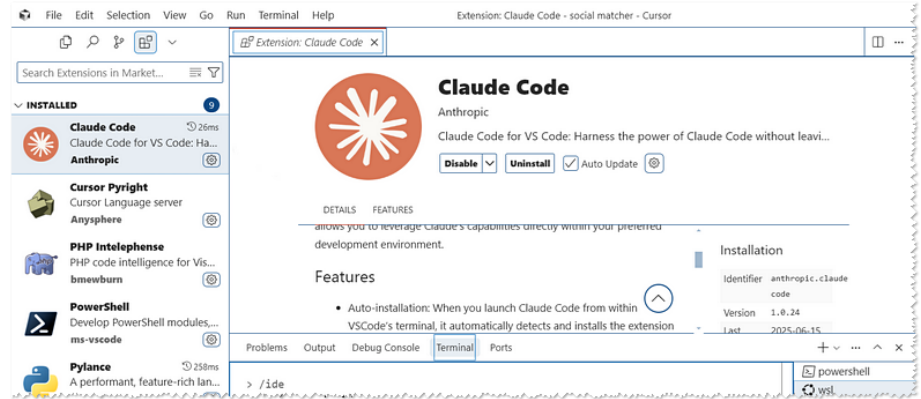 File Edit Selection View Go Run Terminal Help
Extension: Claude Code - social matcher - Cursor
Search Extensions in Market...
INSTALLED 9
Claude Code 26ms
Claude Code for VS Code: Ha...
Anthropic
Cursor Pyright
Cursor Language server
Anysphere
PHP Intelephense
PHP code intelligence for Vis...
bmewburn
PowerShell
Develop PowerShell modules,...
ms-vscode
Pylance 258ms
A performant, feature-rich lan...
Extension: Claude Code
Claude Code
Anthropic
Claude Code for VS Code: Harness the power of Claude Code without leavi...
Disable Uninstall Auto Update
DETAILS FEATURES
allows you to leverage Claude's capabilities directly within your preferred
development environment.
Features
• Auto-installation: When you launch Claude Code from within
VSCode's terminal, it automatically detects and installs the extension
Installation
Identifier anthropic.claude
code
Version 1.0.24
Last 2025-06-15
Problems Output Debug Console Terminal Ports
> /ide
powershell
wsl